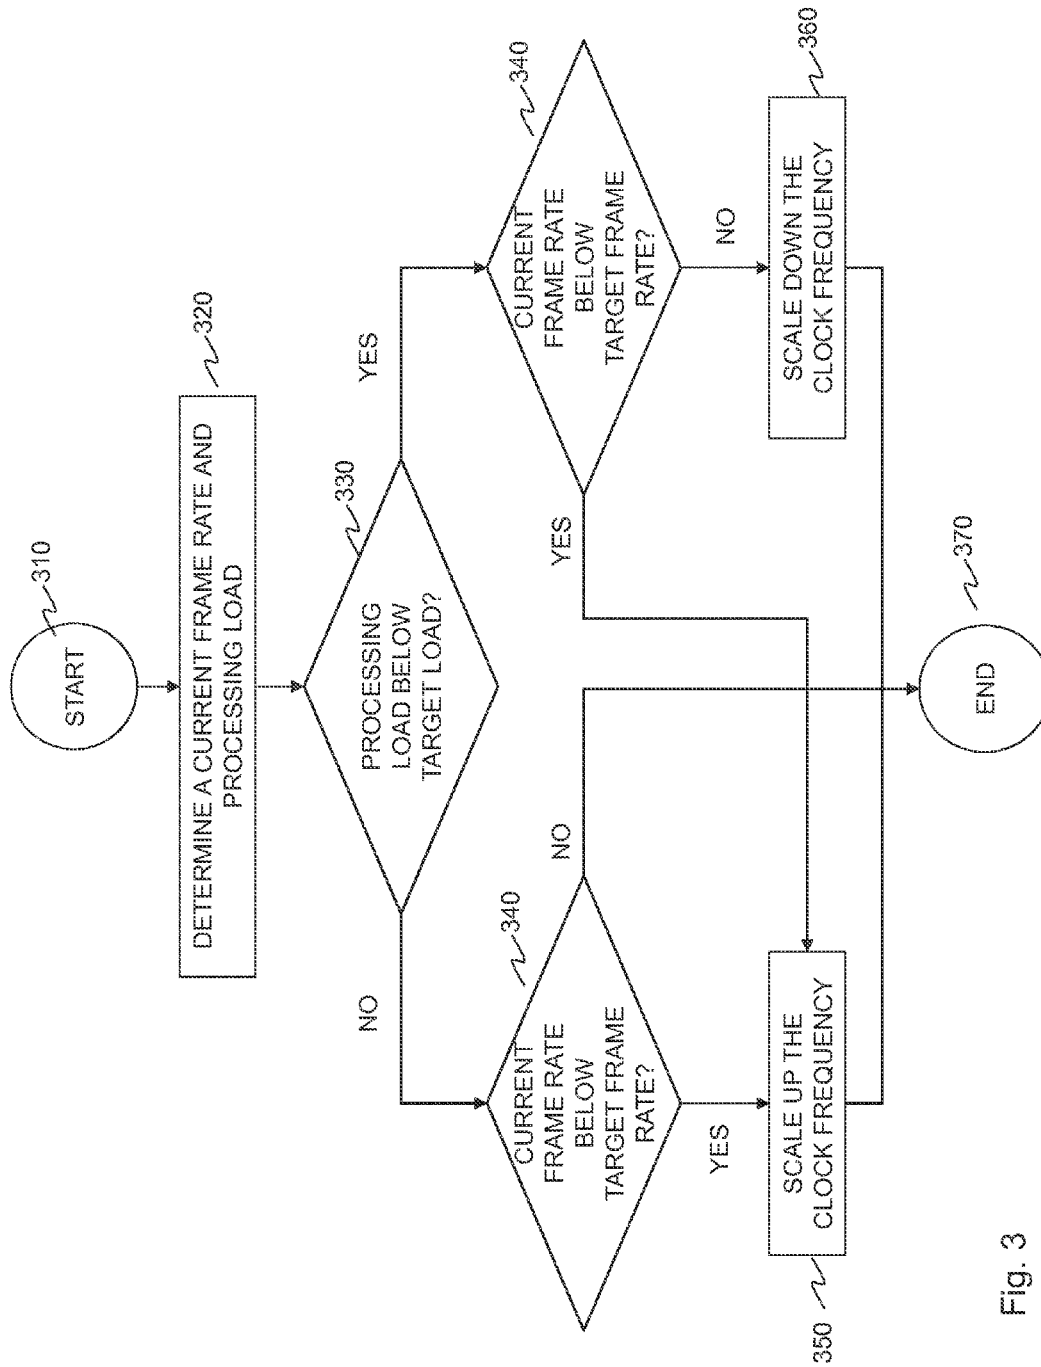 START
310
DETERMINE A CURRENT FRAME RATE AND
PROCESSING LOAD
320
PROCESSING
LOAD BELOW
TARGET LOAD?
330
NO
YES
CURRENT
FRAME RATE
BELOW
TARGET FRAME
RATE?
340
NO
YES
CURRENT
FRAME RATE
BELOW
TARGET FRAME
RATE?
340
YES
NO
SCALE UP THE
CLOCK FREQUENCY
350
SCALE DOWN THE
CLOCK FREQUENCY
360
END
370
Fig. 3